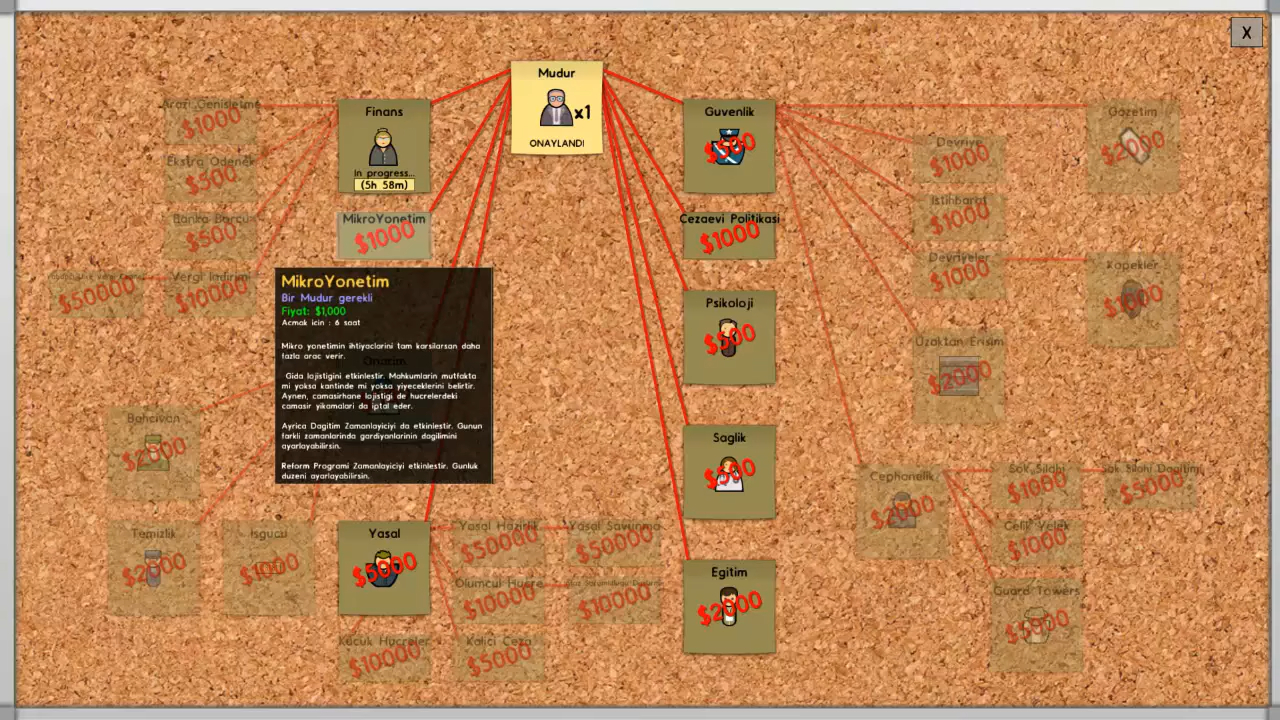 X
Mudur
x1
ONAYLANDI
Finans
In progress...
(5h 58m)
MikroYonetim
$1000
Arazi Genisletme
$1000
Ekstra Odenek
$500
Banka Borcu
$500
Vergi Indirimi
$10000
$50000
MikroYonetim
Bir Mudur gerekli
Fiyat: $1,000
Acmak icin : 6 saat
Mikro yonetimin ihtiyaclarini tam karsilarsan daha
fazla arac verir.
Gida lojistigini etkinlestir. Mahkumlarin mutfakta
mi yoksa kantinde mi yoksa yiyeceklerini belirtir.
Aynen, camasirhane lojistigi de hucrelerdeki
camasir yikamalari da iptal eder.
Ayrica Dagitim Zamanlayiciyi da etkinlestir. Gunun
farkli zamanlarinda gardiyanlarinin dagilimini
ayarlayabilirsin.
Reform Programi Zamanlayiciyi etkinlestir. Gunluk
duzeni ayarlayabilirsin.
Onarim
Bahcivan
$2000
Temizlik
$2000
Isgucu
$1000
Yasal
$5000
Yasal Hazirlik
$50000
Yasal Savunma
$50000
Olumcul Hucre
$10000
$10000
Kucuk Hucreler
$10000
Kalici Ceza
$5000
Guvenlik
$500
Cezaevi Politikasi
$1000
Psikoloji
$500
Saglik
$500
Egitim
$2000
Gozetim
$2000
Devriye
$1000
Istihbarat
$1000
Devriyeler
$1000
Kopekler
$1000
Uzaktan Erisim
$2000
Cephanelik
$2000
Sok Silahi
$1000
Sok Silahi Dagitim
$5000
Celik Yelek
$1000
Guard Towers
$5000